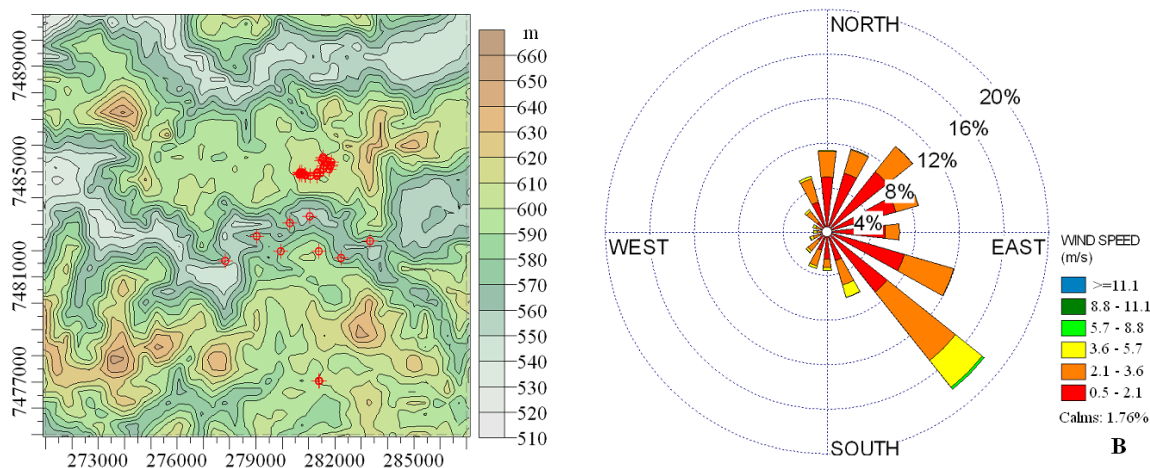 7489000
7485000
7481000
7477000
273000 276000 279000 282000 285000
m
660
650
640
630
620
610
600
590
580
570
560
550
540
530
520
510
NORTH
20%
16%
12%
8%
4%
WEST
EAST
SOUTH
WIND SPEED
(m/s)
>=11.1
8.8 - 11.1
5.7 - 8.8
3.6 - 5.7
2.1 - 3.6
0.5 - 2.1
Calms: 1.76%
B